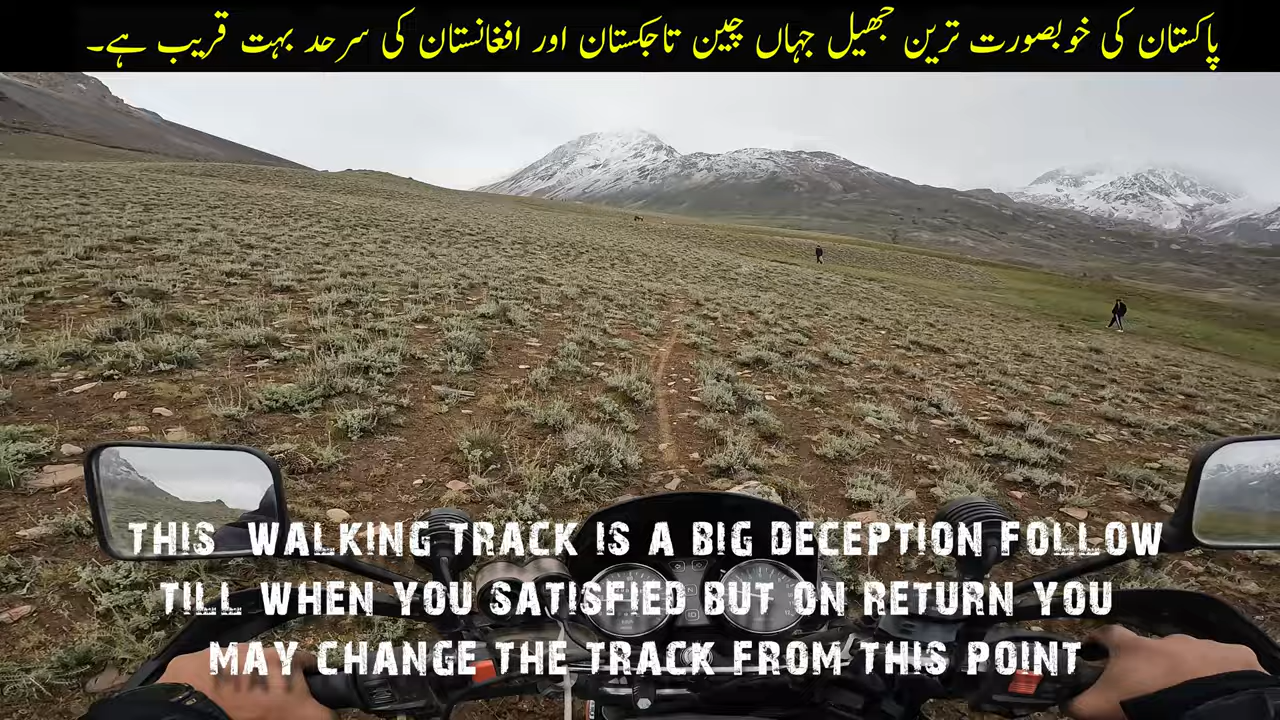 پاکستان کی خوبصورت ترین جھیل جہاں چین تاجکستان اور افغانستان کی سرحد بہت قریب ہے۔
THIS WALKING TRACK IS A BIG DECEPTION FOLLOW
TILL WHEN YOU SATISFIED BUT ON RETURN YOU
MAY CHANGE THE TRACK FROM THIS POINT